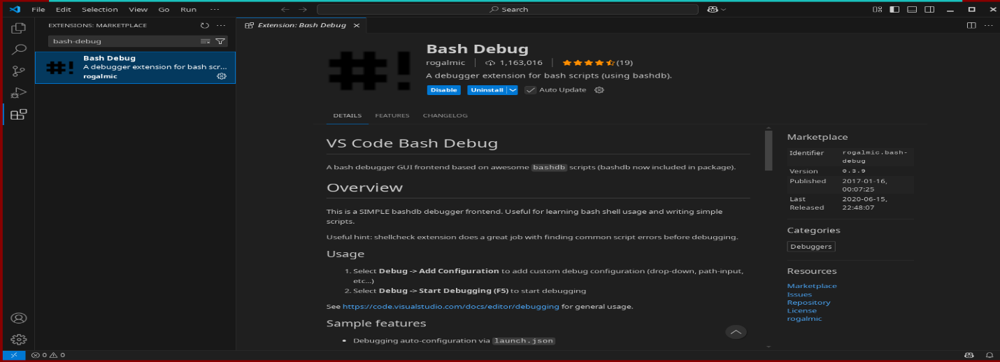 File Edit Selection View Go Run ···
Search
EXTENSIONS: MARKETPLACE
bash-debug
#!
Bash Debug
A debugger extension for bash scr...
rogalmic
Extension: Bash Debug
#!
Bash Debug
rogalmic | 1,163,016 | (19)
A debugger extension for bash scripts (using bashdb).
Disable Uninstall Auto Update
DETAILS FEATURES CHANGELOG
VS Code Bash Debug
A bash debugger GUI frontend based on awesome bashdb scripts (bashdb now included in package).
Overview
This is a SIMPLE bashdb debugger frontend. Useful for learning bash shell usage and writing simple
scripts.
Useful hint: shellcheck extension does a great job with finding common script errors before debugging.
Usage
1. Select Debug -> Add Configuration to add custom debug configuration (drop-down, path-input,
etc...)
2. Select Debug -> Start Debugging (F5) to start debugging
See https://code.visualstudio.com/docs/editor/debugging for general usage.
Sample features
• Debugging auto-configuration via launch.json
Marketplace
Identifier rogalmic.bash-
debug
Version 0.3.9
Published 2017-01-16,
00:07:25
Last 2020-06-15,
Released 22:48:07
Categories
Debuggers
Resources
Marketplace
Issues
Repository
License
rogalmic
0 0